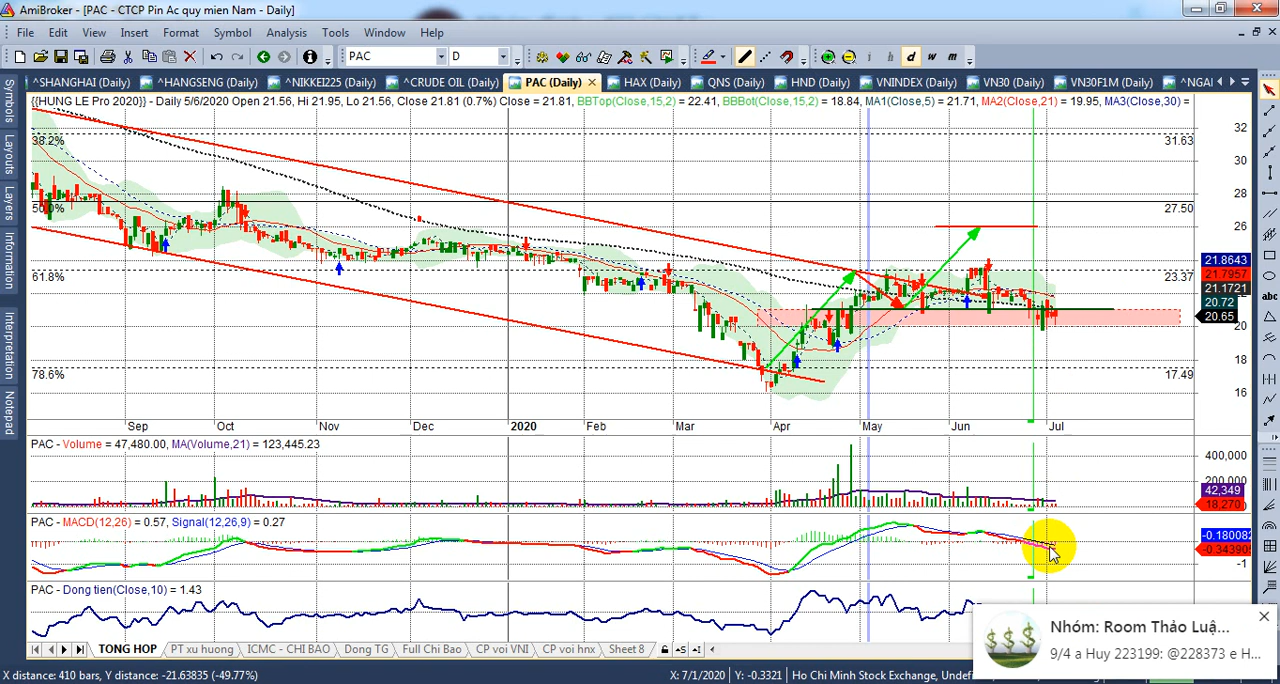 AmiBroker - [PAC - CTCP Pin Ac quy mien Nam - Daily]
File Edit View Insert Format Symbol Analysis Tools Window Help
PAC D i h d w m
^SHANGHAI (Daily) ^HANGSENG (Daily) ^NIKKEI225 (Daily) ^CRUDE OIL (Daily) PAC (Daily) HAX (Daily) QNS (Daily) HND (Daily) VNINDEX (Daily) VN30 (Daily) VN30F1M (Daily) ^NGAI
{{HUNG LE Pro 2020}} - Daily 5/6/2020 Open 21.56, Hi 21.95, Lo 21.56, Close 21.81 (0.7%) Close = 21.81, BBTop(Close,15,2) = 22.41, BBBot(Close,15,2) = 18.84, MA1(Close,5) = 21.71, MA2(Close,21) = 19.95, MA3(Close,30) =
Symbols
Layouts
Layers
Information
Interpretation
Notepad
38.2% 31.63
50.0% 27.50
61.8% 23.37
78.6% 17.49
32
30
28
26
21.8643
21.7957
21.1721
20.72
20.65
20
18
16
Sep Oct Nov Dec 2020 Feb Mar Apr May Jun Jul
PAC - Volume = 47,480.00, MA(Volume,21) = 123,445.23
400,000
200,000
42,349
18,270
PAC - MACD(12,26) = 0.57, Signal(12,26,9) = 0.27
-0.180082
-0.34390
-1
PAC - Dong tien(Close,10) = 1.43
Nhóm: Room Thảo Luậ...
9/4 a Huy 223199: @228373 e H...
TONG HOP PT xu huong ICMC - CHI BAO Dong TG Full Chi Bao CP voi VNI CP voi hnx Sheet 8
X distance: 410 bars, Y distance: -21.63835 (-49.77%) X: 7/1/2020 Y: -0.3321 Ho Chi Minh Stock Exchange, Undef